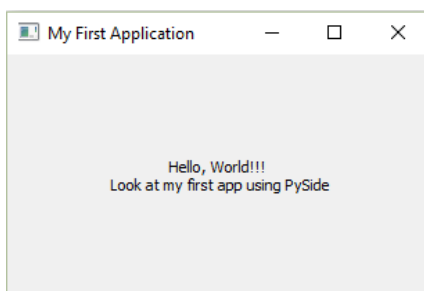 My First Application
Hello, World!!!
Look at my first app using PySide